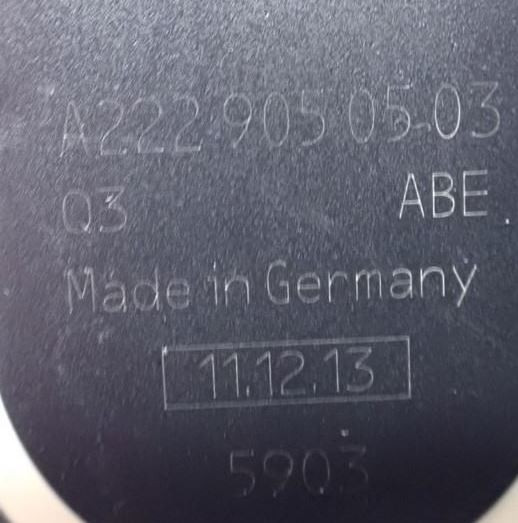 A222 905 05 03
Q3 ABE
Made in Germany
11.12.13
5903